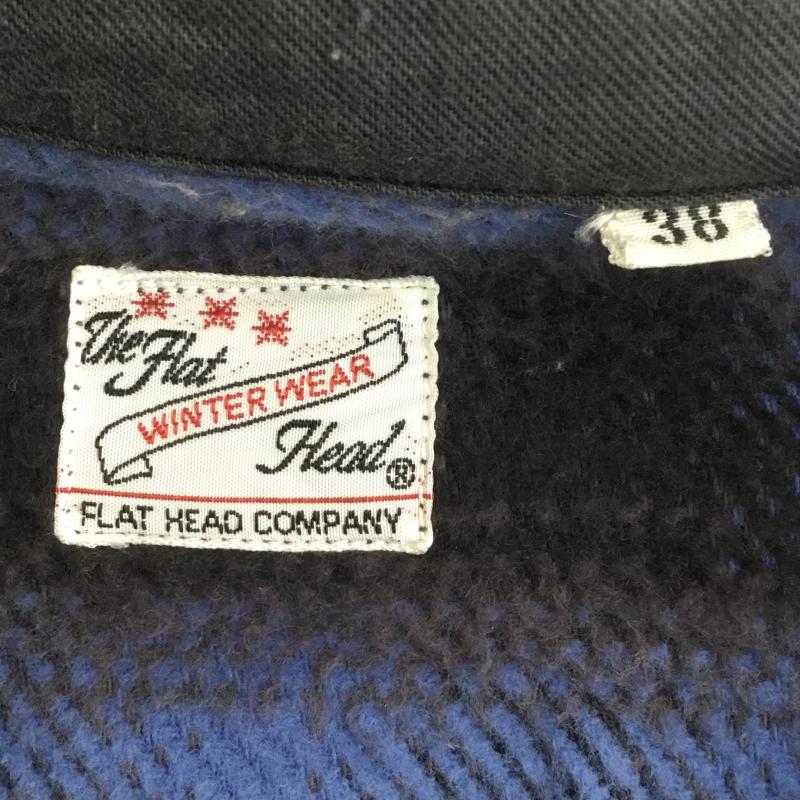 38
The Flat
WINTER WEAR
Head®
FLAT HEAD COMPANY